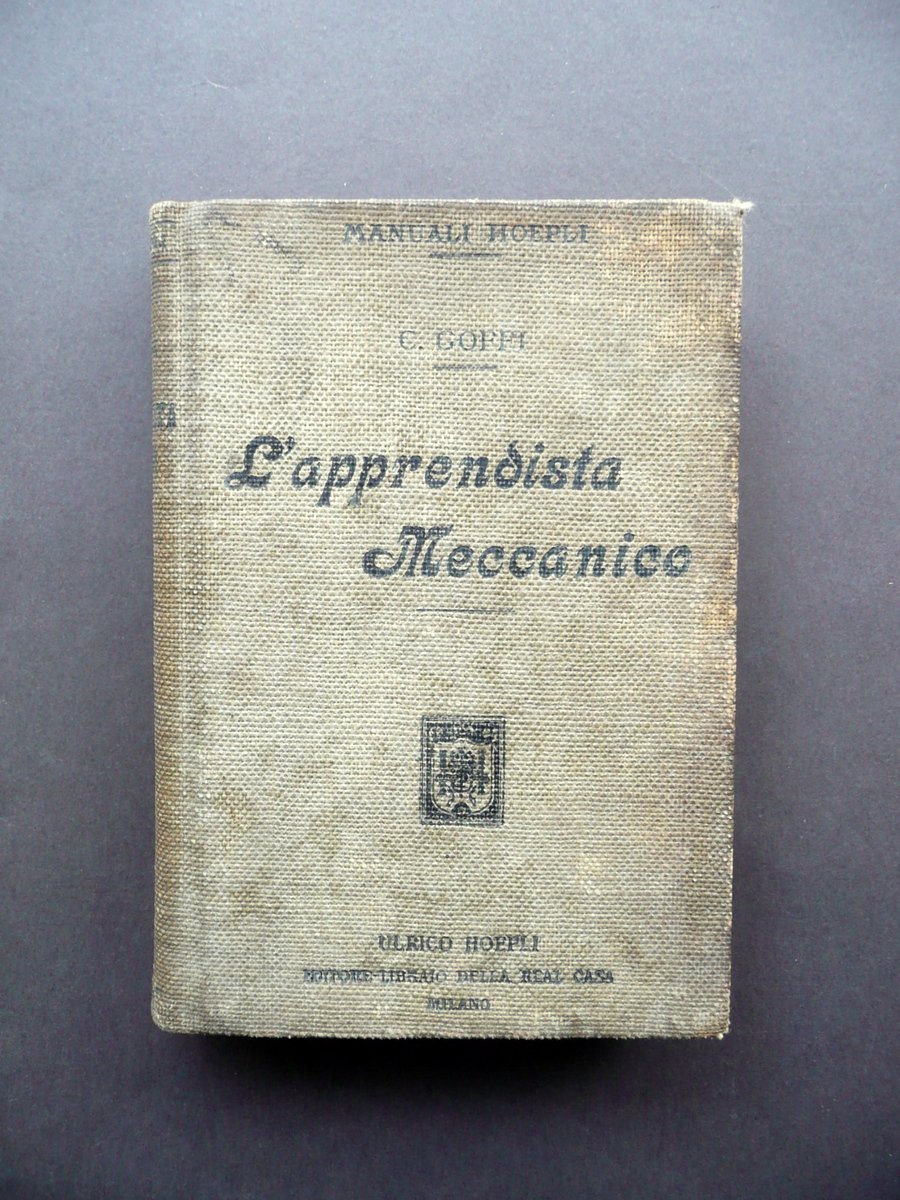 MANUALI HOEPLI
C. GOFFI
L'apprendista
Meccanico
ULRICO HOEPLI
EDITORE-LIBRAIO DELLA REAL CASA
MILANO